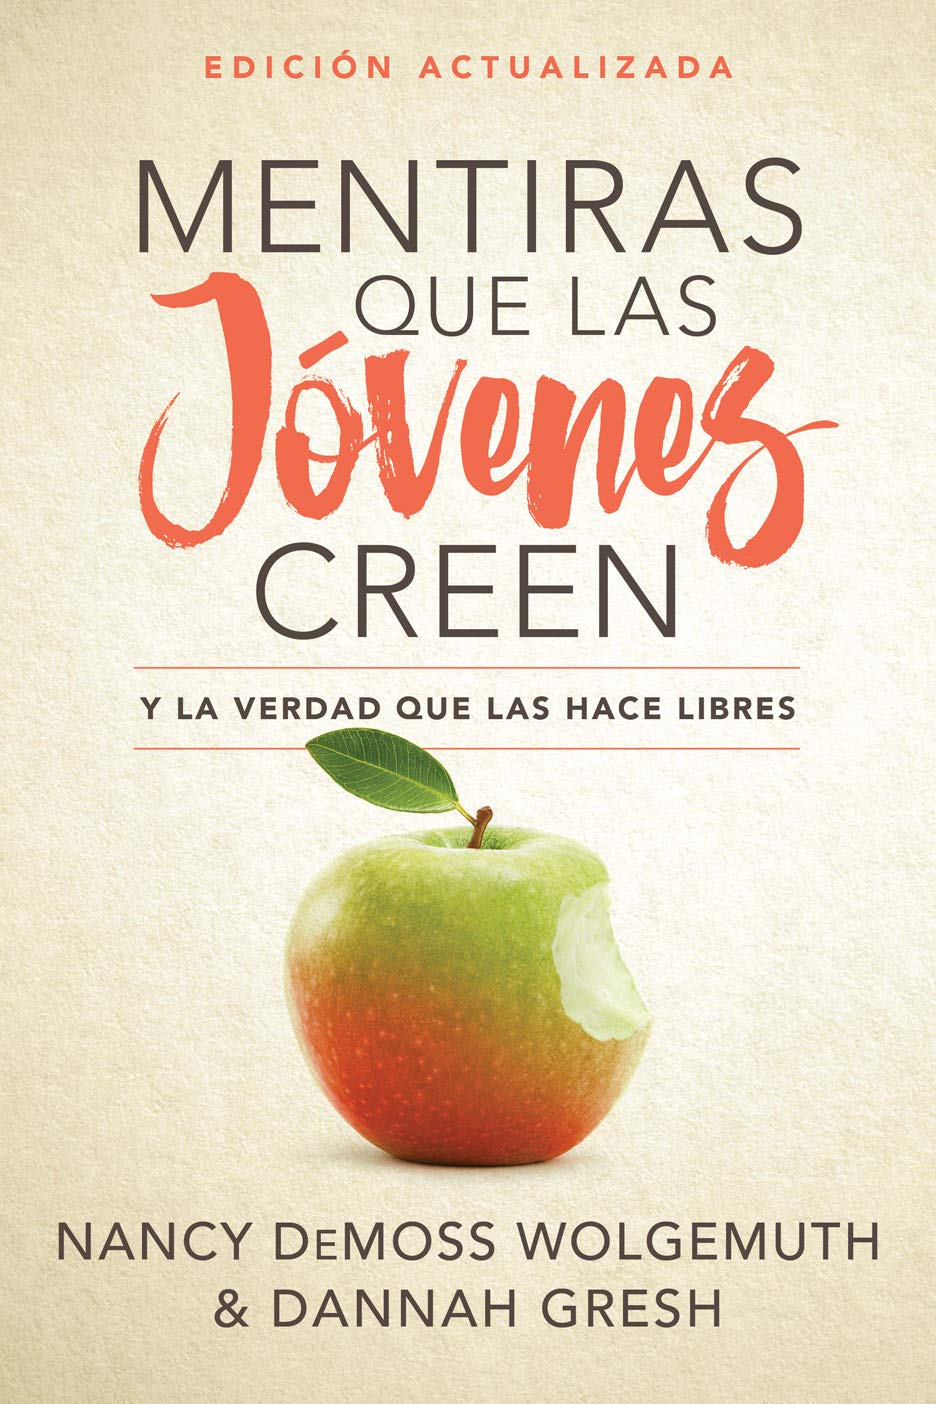 EDICIÓN ACTUALIZADA
MENTIRAS
QUE LAS
Jóvenes
CREEN
Y LA VERDAD QUE LAS HACE LIBRES
NANCY DEMOSS WOLGEMUTH
& DANNAH GRESH